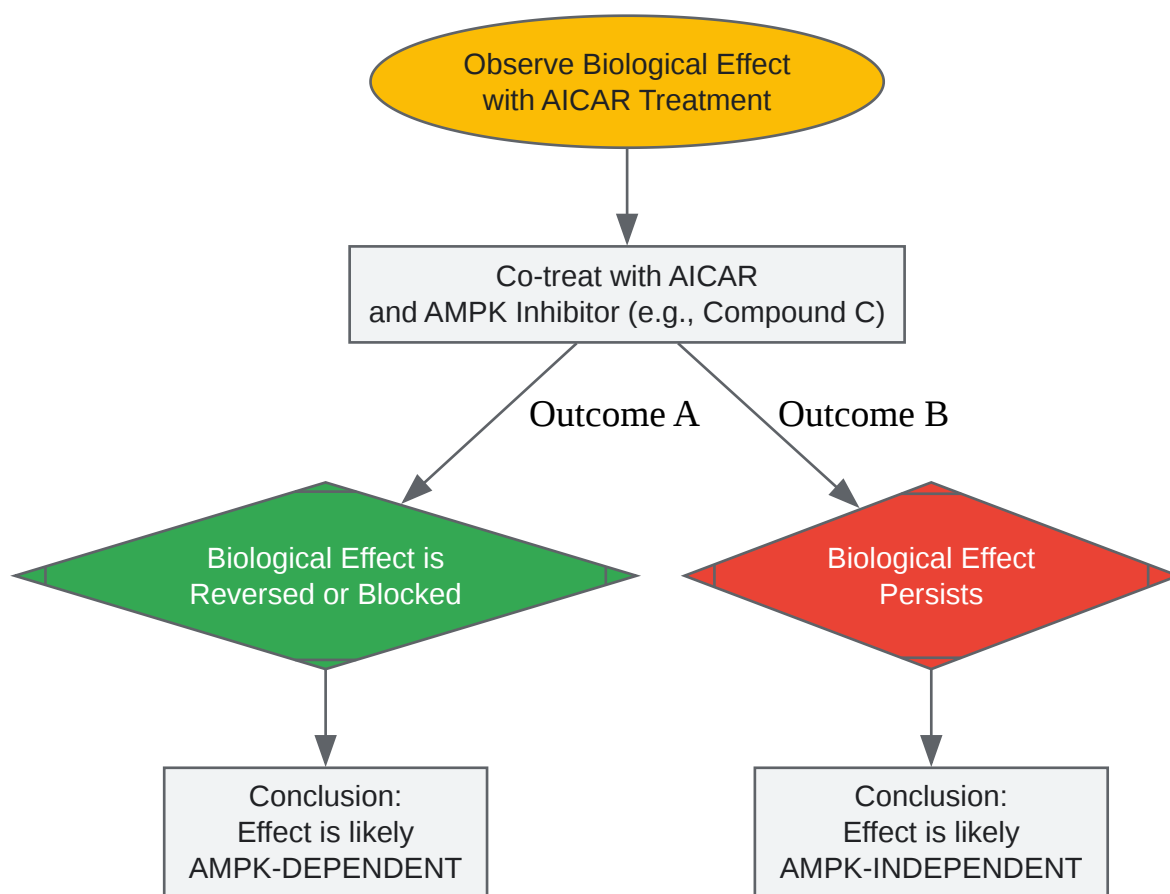 Observe Biological Effect
with AICAR Treatment
Co-treat with AICAR
and AMPK Inhibitor (e.g., Compound C)
Outcome A
Outcome B
Biological Effect is
Reversed or Blocked
Biological Effect
Persists
Conclusion:
Effect is likely
AMPK-DEPENDENT
Conclusion:
Effect is likely
AMPK-INDEPENDENT